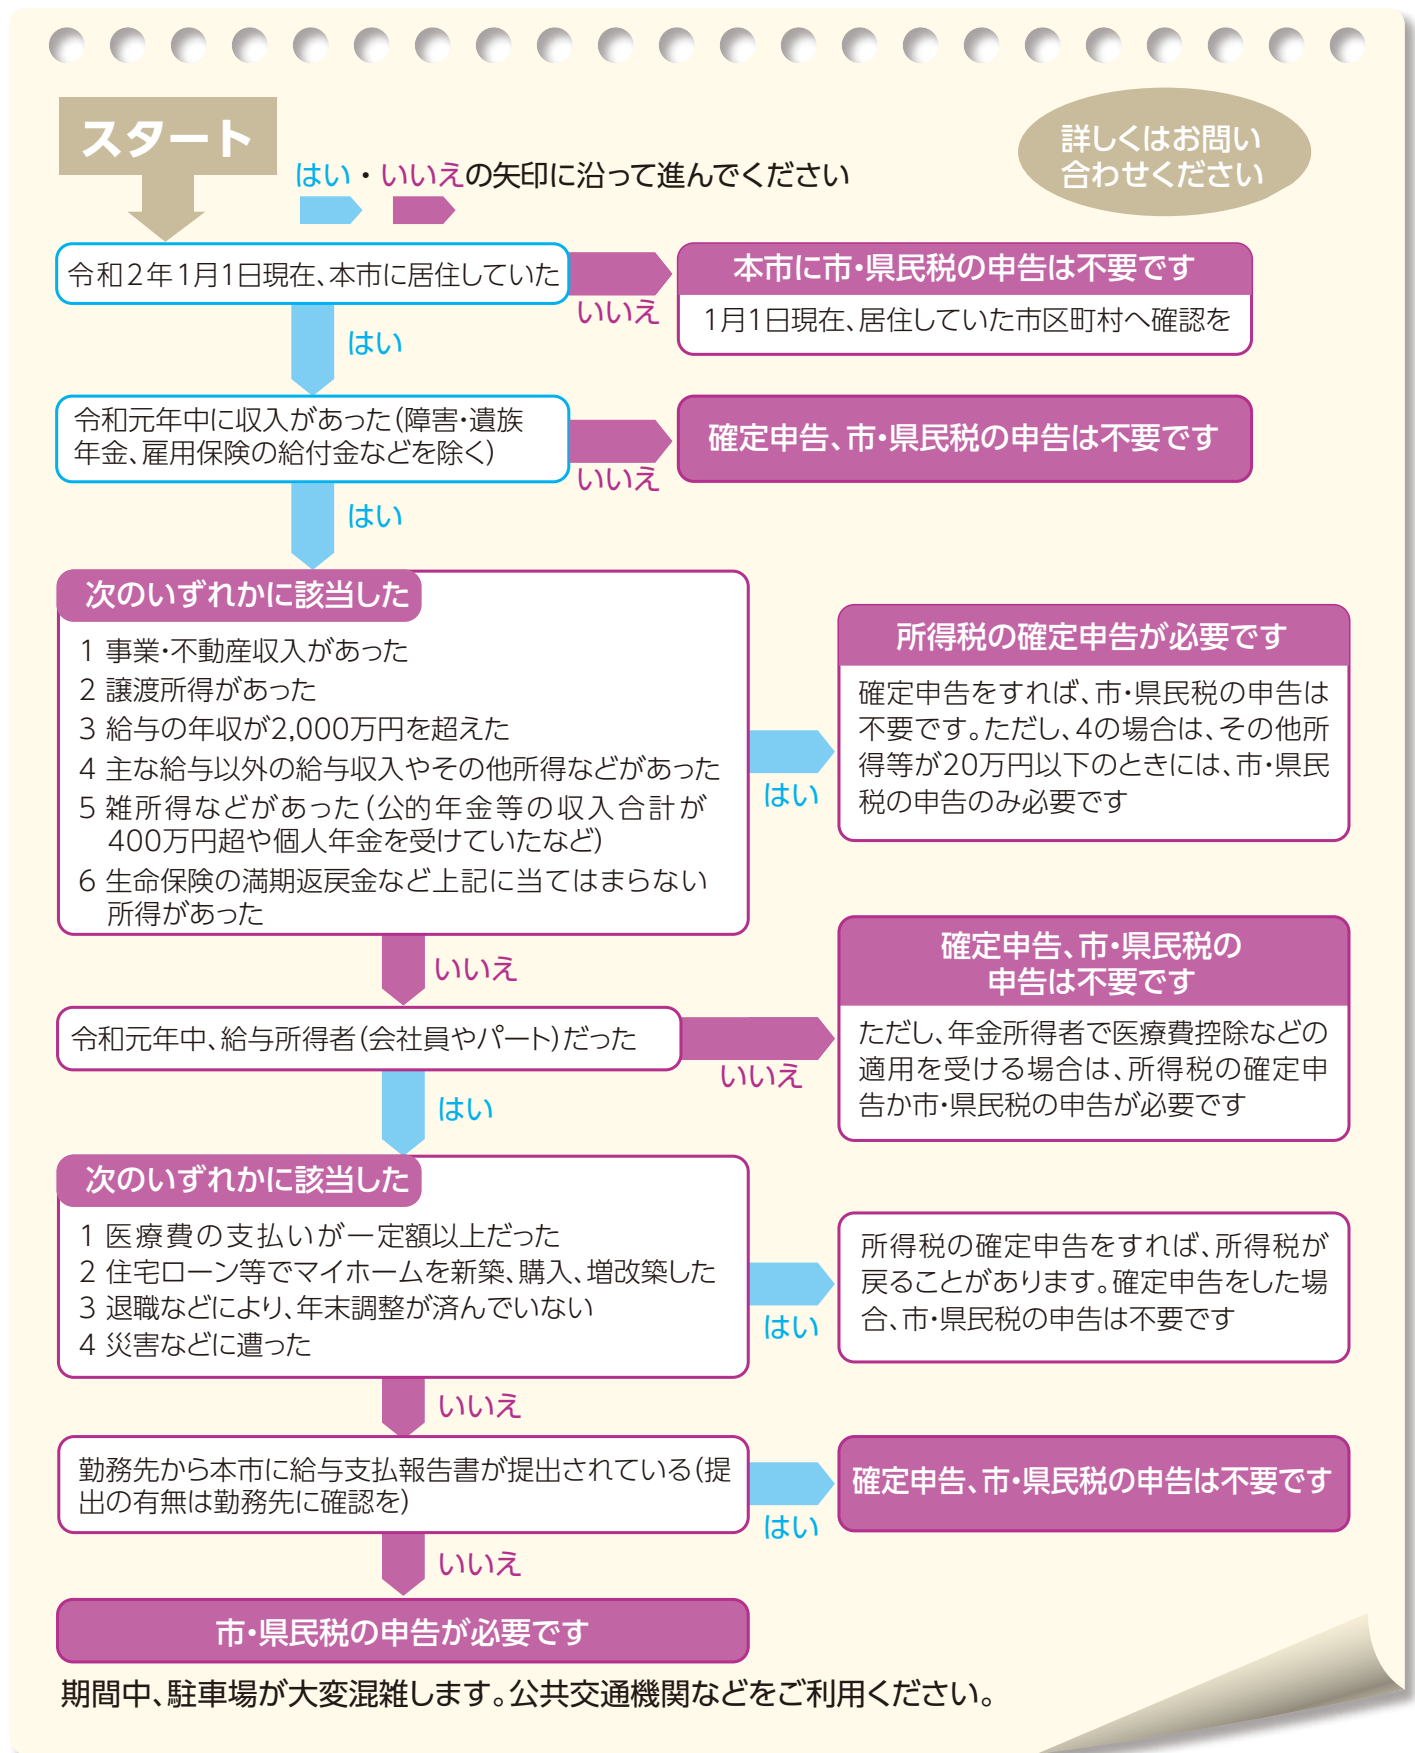 スタート
詳しくはお問い
合わせください
はい・いいえの矢印に沿って進んでください
令和2年1月1日現在、本市に居住していた
いいえ
本市に市・県民税の申告は不要です
1月1日現在、居住していた市区町村へ確認を
はい
令和元年中に収入があった(障害・遺族
年金、雇用保険の給付金などを除く)
いいえ
確定申告、市・県民税の申告は不要です
はい
次のいずれかに該当した
1 事業・不動産収入があった
2 譲渡所得があった
3 給与の年収が2,000万円を超えた
4 主な給与以外の給与収入やその他所得などがあった
5 雑所得などがあった(公的年金等の収入合計が
400万円超や個人年金を受けていたなど)
6 生命保険の満期返戻金など上記に当てはまらない
所得があった
はい
所得税の確定申告が必要です
確定申告をすれば、市・県民税の申告は
不要です。ただし、4の場合は、その他所
得等が20万円以下のときには、市・県民
税の申告のみ必要です
いいえ
令和元年中、給与所得者(会社員やパート)だった
いいえ
確定申告、市・県民税の
申告は不要です
ただし、年金所得者で医療費控除などの
適用を受ける場合は、所得税の確定申
告か市・県民税の申告が必要です
はい
次のいずれかに該当した
1 医療費の支払いが一定額以上だった
2 住宅ローン等でマイホームを新築、購入、増改築した
3 退職などにより、年末調整が済んでいない
4 災害などに遭った
はい
所得税の確定申告をすれば、所得税が
戻ることがあります。確定申告をした場
合、市・県民税の申告は不要です
いいえ
勤務先から本市に給与支払報告書が提出されている(提
出の有無は勤務先に確認を)
はい
確定申告、市・県民税の申告は不要です
いいえ
市・県民税の申告が必要です
期間中、駐車場が大変混雑します。公共交通機関などをご利用ください。